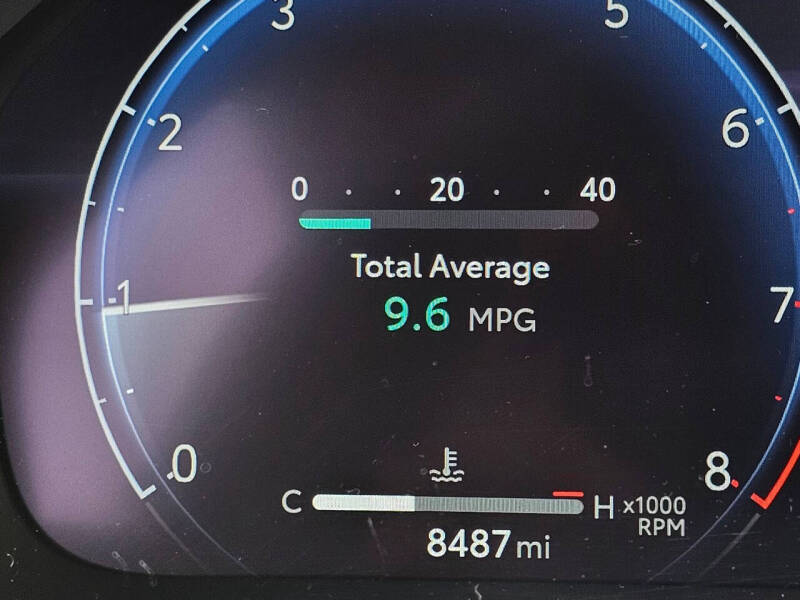 3 5
2 6
0 20 40
Total Average
1 7
9.6 MPG
0 8
C H x1000
RPM
8487 mi